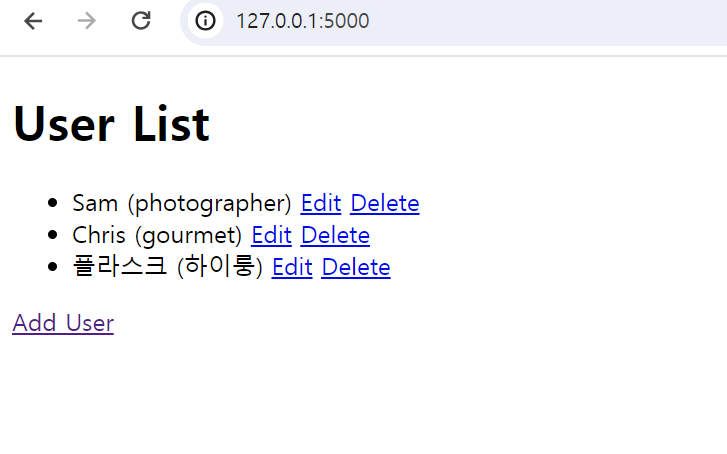 127.0.0.1:5000
User List
Sam (photographer) Edit Delete
Chris (gourmet) Edit Delete
플라스크 (하이룽) Edit Delete
Add User